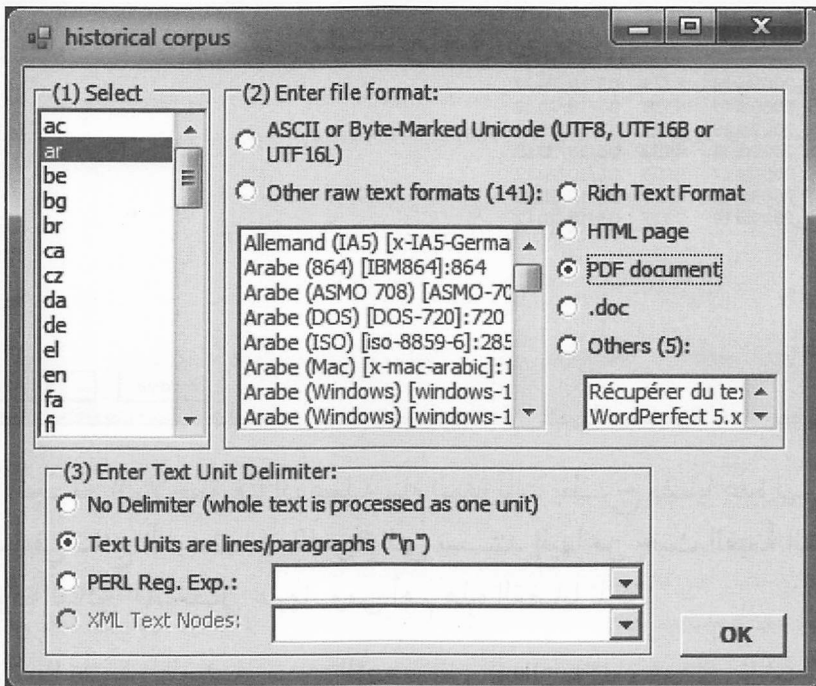 historical corpus
(1) Select
ac
ar
be
bg
br
ca
cz
da
de
el
en
fa
fi
(2) Enter file format:
ASCII or Byte-Marked Unicode (UTF8, UTF16B or
UTF16L)
Other raw text formats (141):
Allemand (IA5) [x-IA5-Germa
Arabe (864) [IBM864]:864
Arabe (ASMO 708) [ASMO-70
Arabe (DOS) [DOS-720]:720
Arabe (ISO) [iso-8859-6]:285
Arabe (Mac) [x-mac-arabic]:1
Arabe (Windows) [windows-1
Arabe (Windows) [windows-1
Rich Text Format
HTML page
PDF document
.doc
Others (5):
Récupérer du tex
WordPerfect 5.x
(3) Enter Text Unit Delimiter:
No Delimiter (whole text is processed as one unit)
Text Units are lines/paragraphs ("\n")
PERL Reg. Exp.:
XML Text Nodes:
OK